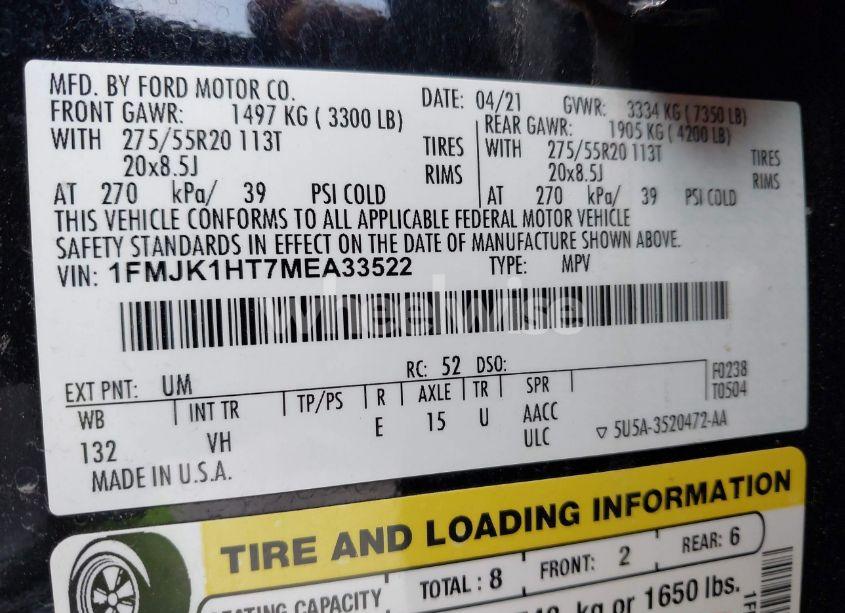 MFD. BY FORD MOTOR CO.
DATE: 04/21 GVWR: 3334 KG ( 7350 LB)
FRONT GAWR: 1497 KG ( 3300 LB)
REAR GAWR: 1905 KG ( 4200 LB)
WITH 275/55R20 113T TIRES
WITH 275/55R20 113T TIRES
20x8.5J RIMS
20x8.5J RIMS
AT 270 kPa/ 39 PSI COLD
AT 270 kPa/ 39 PSI COLD
THIS VEHICLE CONFORMS TO ALL APPLICABLE FEDERAL MOTOR VEHICLE
SAFETY STANDARDS IN EFFECT ON THE DATE OF MANUFACTURE SHOWN ABOVE.
VIN: 1FMJK1HT7MEA33522 TYPE: MPV
wheelwise
EXT PNT: UM RC: 52 DSO: F0238
T0504
WB INT TR TP/PS R AXLE TR SPR
132 VH E 15 U AACC
ULC 5U5A-3520472-AA
MADE IN U.S.A.
TIRE AND LOADING INFORMATION
SEATING CAPACITY TOTAL : 8 FRONT: 2 REAR: 6
kg or 1650 lbs.